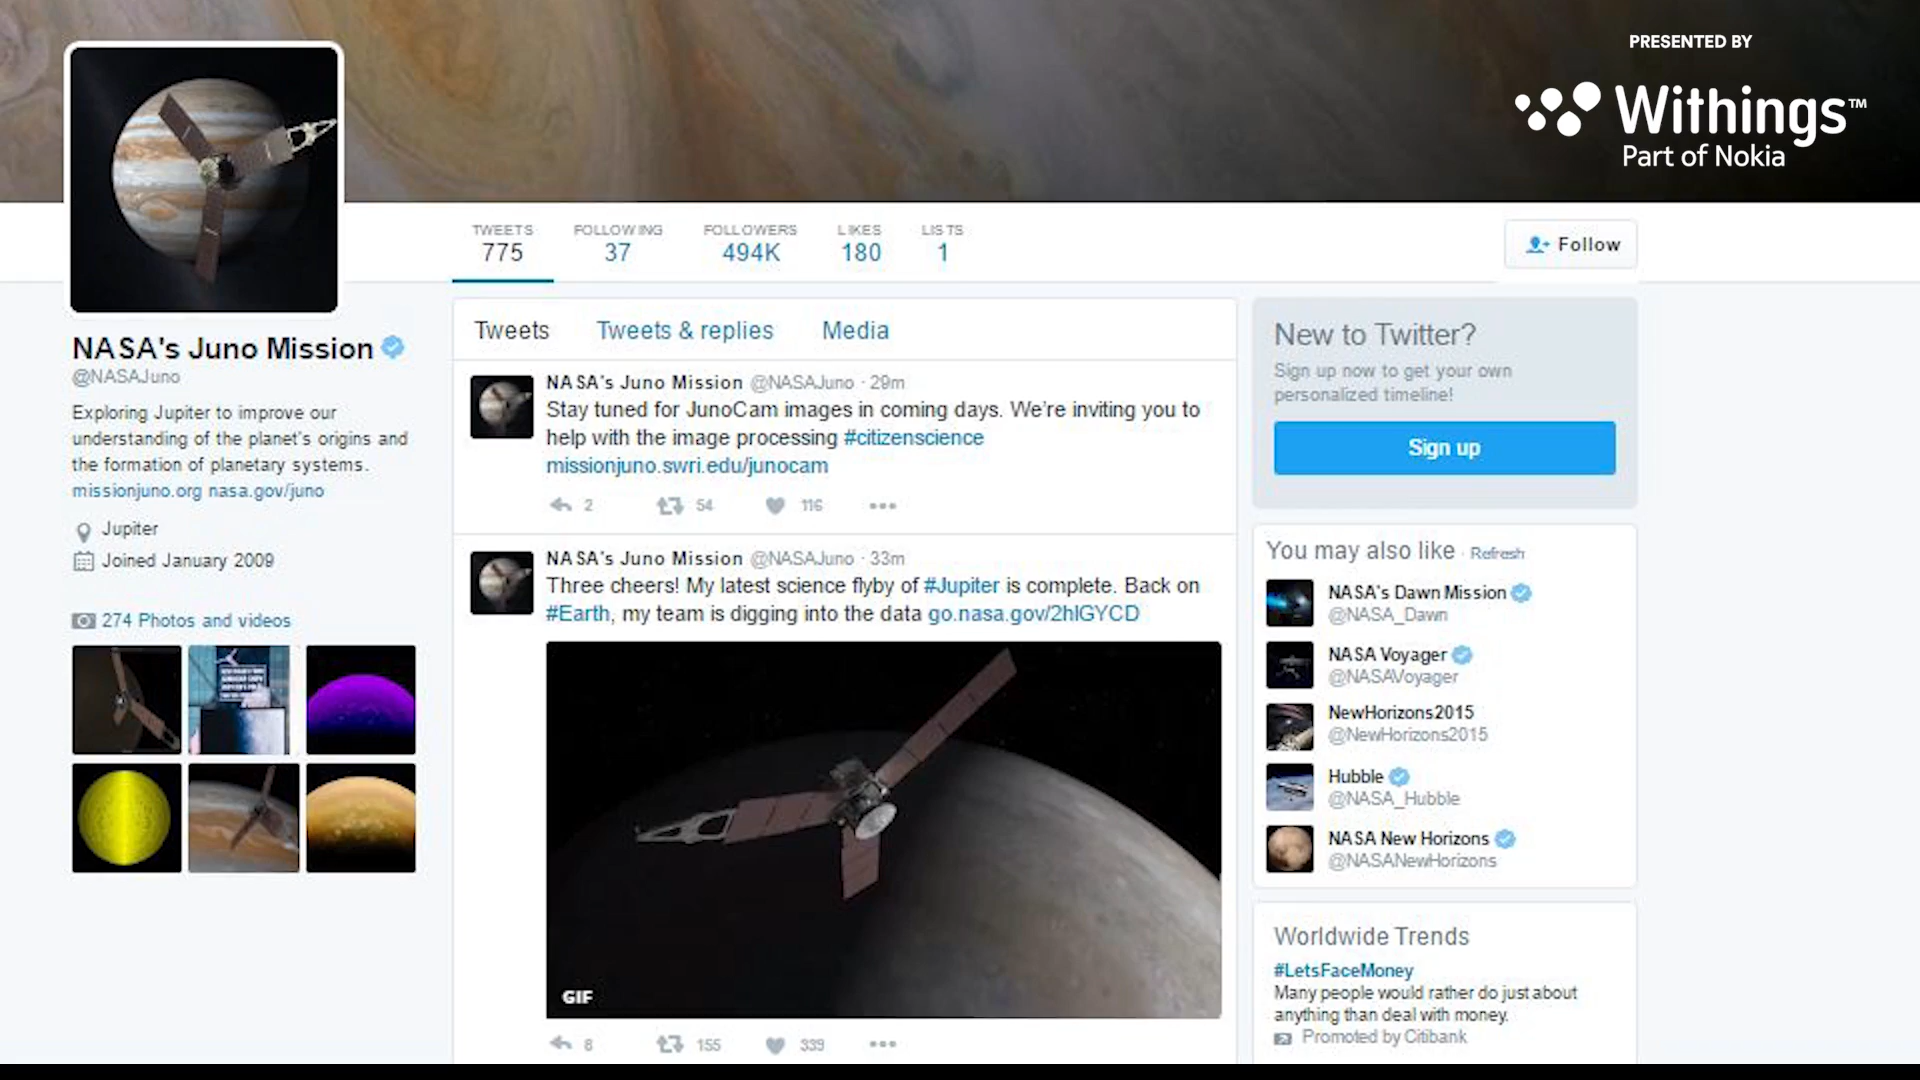 PRESENTED BY
Withings™
Part of Nokia
TWEETS
775
FOLLOWING
37
FOLLOWERS
494K
LIKES
180
LISTS
1
Follow
NASA's Juno Mission
@NASAJuno
Exploring Jupiter to improve our
understanding of the planet's origins and
the formation of planetary systems.
missionjuno.org nasa.gov/juno
Jupiter
Joined January 2009
274 Photos and videos
Tweets
Tweets & replies
Media
NASA's Juno Mission @NASAJuno · 29m
Stay tuned for JunoCam images in coming days. We're inviting you to
help with the image processing #citizenscience
missionjuno.swri.edu/junocam
2
54
116
NASA's Juno Mission @NASAJuno · 33m
Three cheers! My latest science flyby of #Jupiter is complete. Back on
#Earth, my team is digging into the data go.nasa.gov/2hlGYCD
GIF
8
155
339
New to Twitter?
Sign up now to get your own
personalized timeline!
Sign up
You may also like · Refresh
NASA's Dawn Mission
@NASA_Dawn
NASA Voyager
@NASAVoyager
NewHorizons2015
@NewHorizons2015
Hubble
@NASA_Hubble
NASA New Horizons
@NASANewHorizons
Worldwide Trends
#LetsFaceMoney
Many people would rather do just about
anything than deal with money.
Promoted by Citibank